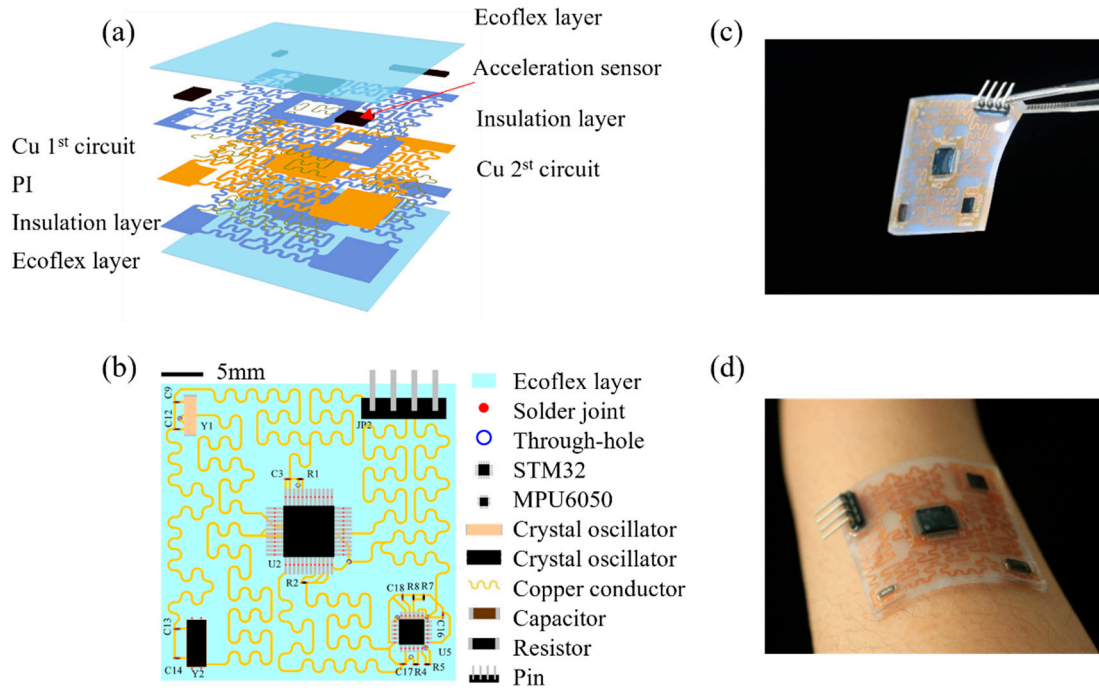 (a)
Ecoflex layer
Acceleration sensor
Insulation layer
Cu 2st circuit
Cu 1st circuit
PI
Insulation layer
Ecoflex layer
(b)
5mm
C9
C12
Y1
JP2
C3
R1
U2
R2
C18
R8
R7
C16
U5
C17
R4
R5
C13
C14
Y2
Ecoflex layer
Solder joint
Through-hole
STM32
MPU6050
Crystal oscillator
Crystal oscillator
Copper conductor
Capacitor
Resistor
Pin
(c)
(d)